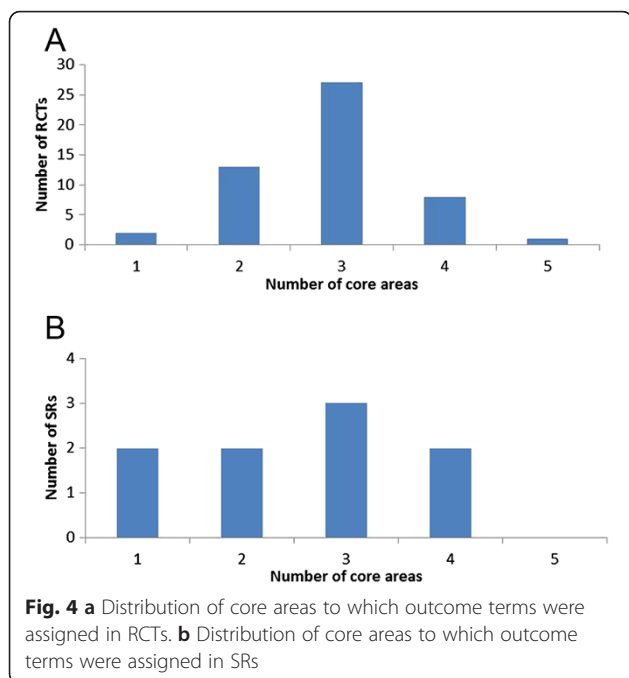 A
30
25
20
15
10
5
0
Number of RCTs
1 2 3 4 5
Number of core areas
B
4
3
2
1
0
Number of SRs
1 2 3 4 5
Number of core areas
Fig. 4 a Distribution of core areas to which outcome terms were
assigned in RCTs. b Distribution of core areas to which outcome
terms were assigned in SRs